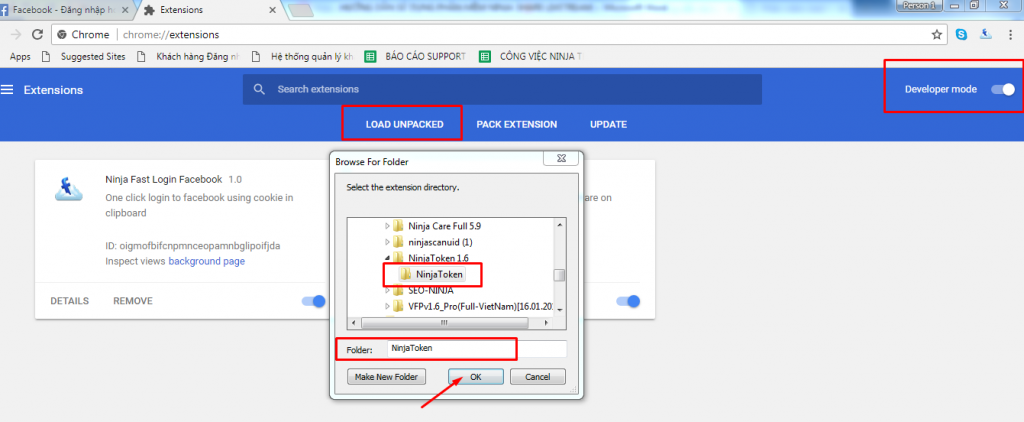 Facebook - Đăng nhập h
Extensions
Person 1
Chrome
chrome://extensions
Apps
Suggested Sites
Khách hàng Đăng n
Hệ thống quản lý kh
BÁO CÁO SUPPORT
CÔNG VIỆC NINJA T
Extensions
Search extensions
Developer mode
LOAD UNPACKED
PACK EXTENSION
UPDATE
Ninja Fast Login Facebook 1.0
One click login to facebook using cookie in
clipboard
ID: oigmofbifcnpmnceopamnbglipoifjda
Inspect views background page
DETAILS
REMOVE
are on
Browse For Folder
Select the extension directory.
Ninja Care Full 5.9
ninjascanuid (1)
NinjaToken 1.6
NinjaToken
SEO-NINJA
VFPv1.6_Pro(Full-VietNam)[16.01.20
Folder:
NinjaToken
Make New Folder
OK
Cancel